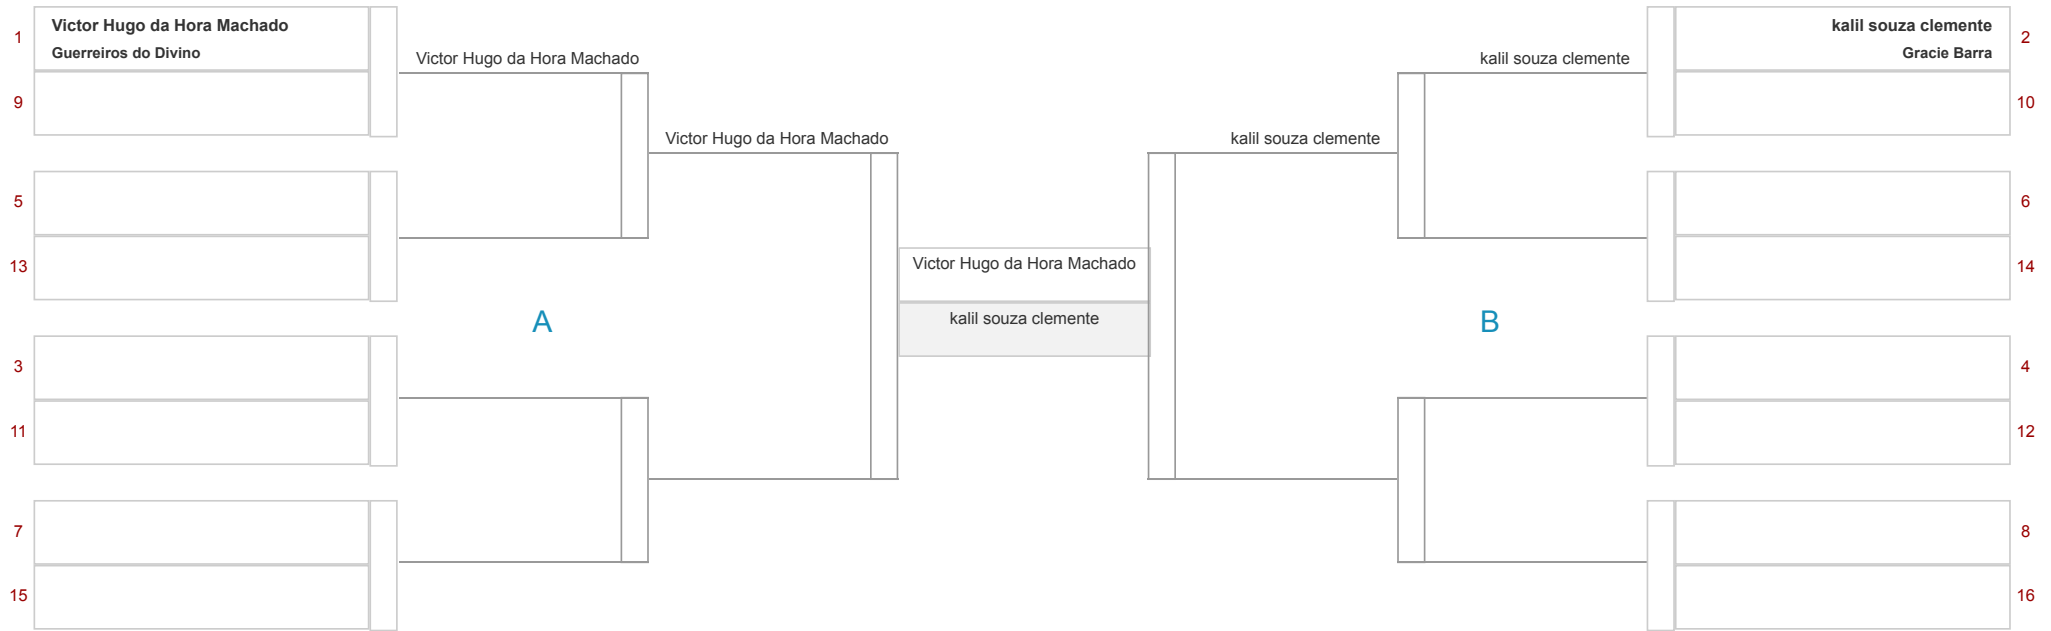 1
Victor Hugo da Hora Machado
Guerreiros do Divino
9
5
13
3
11
7
15
Victor Hugo da Hora Machado
Victor Hugo da Hora Machado
A
Victor Hugo da Hora Machado
kalil souza clemente
B
kalil souza clemente
kalil souza clemente
kalil souza clemente
Gracie Barra
2
10
6
14
4
12
8
16